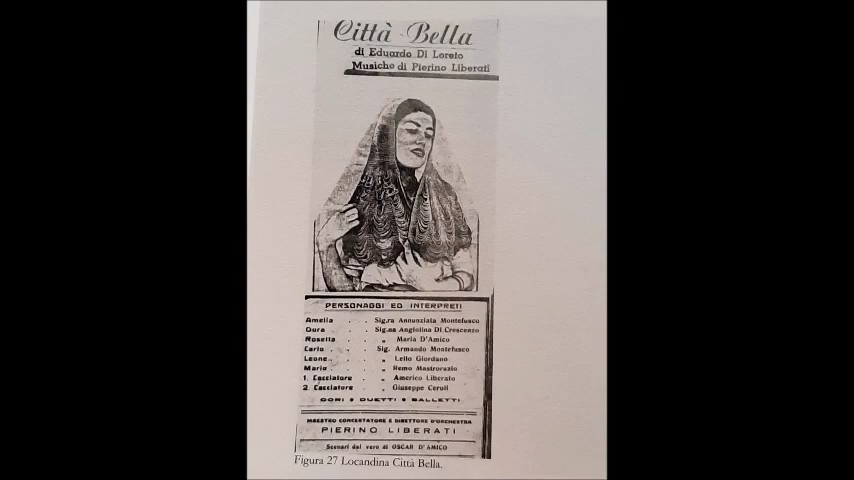 Città Bella
di Eduardo Di Loreto
Musiche di Pierino Liberati
PERSONAGGI ED INTERPRETI
Amelia . . Sig.ra Annunziata Montefusco
Dura . . . Sig.na Angiolina Di Crescenzo
Rosetta . . „ Maria D'Amico
Carlo . . . Sig. Armando Montefusco
Leone . . . „ Lello Giordano
Mario . . . „ Remo Mastrorazio
1. Cacciatore . „ Americo Liberato
2. Cacciatore . „ Giuseppe Ceroli
CORI • DUETTI • BALLETTI
MAESTRO CONCERTATORE E DIRETTORE D'ORCHESTRA
PIERINO LIBERATI
Scenari dal vero di OSCAR D'AMICO
Figura 27 Locandina Città Bella.